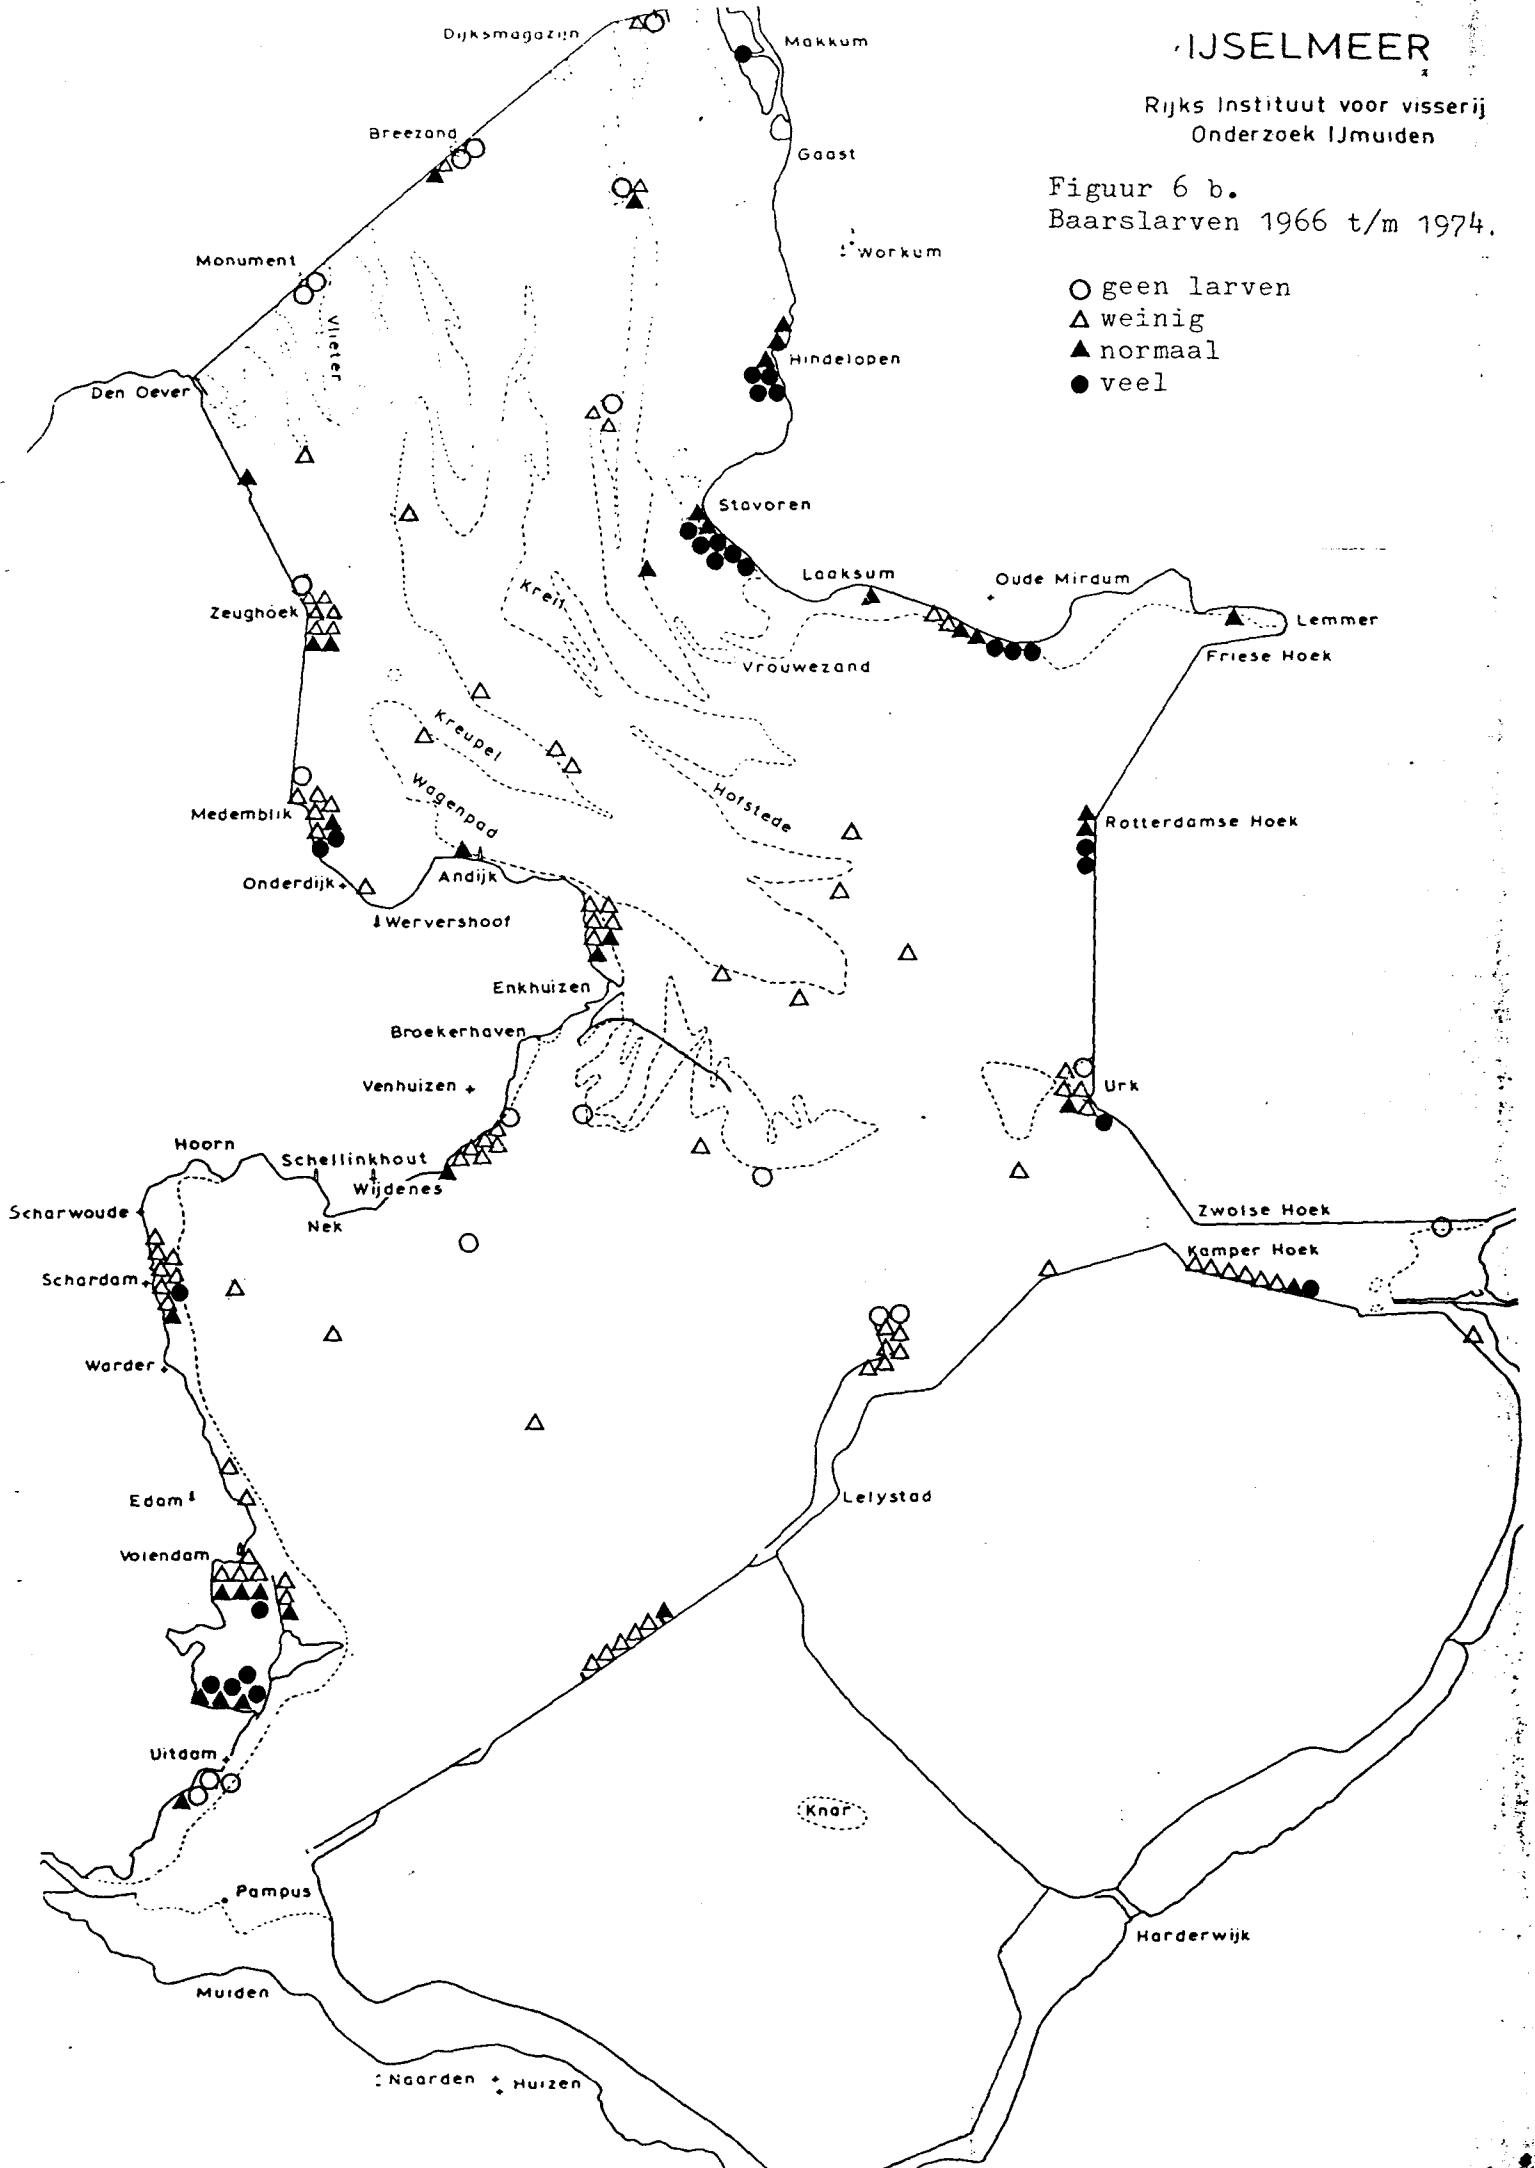 IJSELMEER
Rijks Instituut voor visserij
Onderzoek IJmuiden
Figuur 6 b.
Baarslarven 1966 t/m 1974.
geen larven
weinig
normaal
veel
Dijksmagazijn
Makkum
Breezand
Gaast
Workum
Monument
Vlieter
Hindelopen
Den Oever
Stavoren
Laaksum
Oude Mirdum
Kreil
Zeughoek
Lemmer
Friese Hoek
Vrouwezand
Kreupel
Wagenpad
Hofstede
Medemblik
Rotterdamse Hoek
Onderdijk
Andijk
Wervershoof
Enkhuizen
Broekerhaven
Venhuizen
Urk
Hoorn
Schellinkhout
Wijdenes
Scharwoude
Nek
Zwolse Hoek
Kamper Hoek
Schardam
Warder
Edam
Lelystad
Volendam
Uitdam
Knar
Pampus
Harderwijk
Muiden
Naarden
Huizen